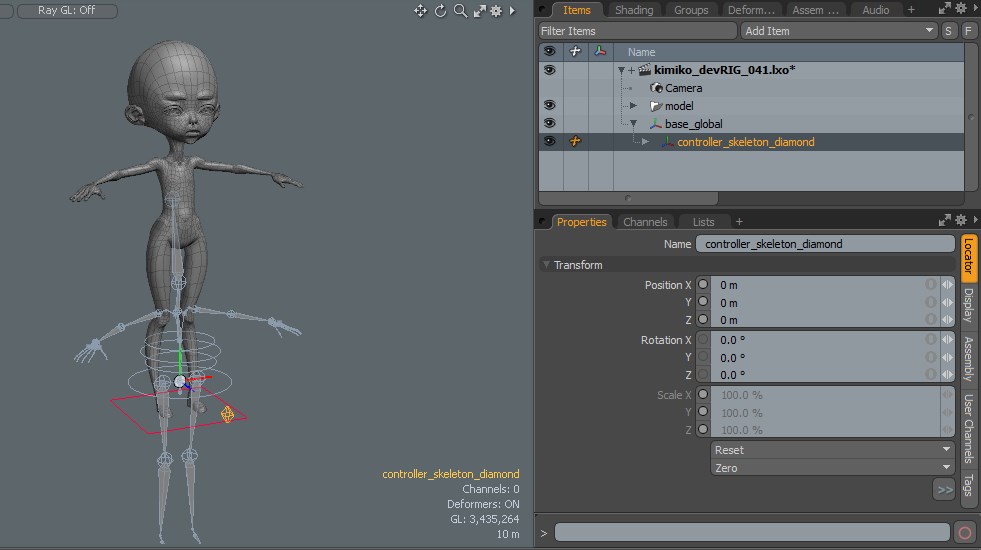 Ray GL: Off
controller_skeleton_diamond
Channels: 0
Deformers: ON
GL: 3,435,264
10 m
Items Shading Groups Deform... Assem ... Audio +
Filter Items Add Item S F
Name
kimiko_devRIG_041.lxo*
Camera
model
base_global
controller_skeleton_diamond
Properties Channels Lists +
Name controller_skeleton_diamond
Transform
Position X 0 m
Y 0 m
Z 0 m
Rotation X 0.0 °
Y 0.0 °
Z 0.0 °
Scale X 100.0 %
Y 100.0 %
Z 100.0 %
Reset
Zero
>>
>
Locator
Display
Assembly
User Channels
Tags